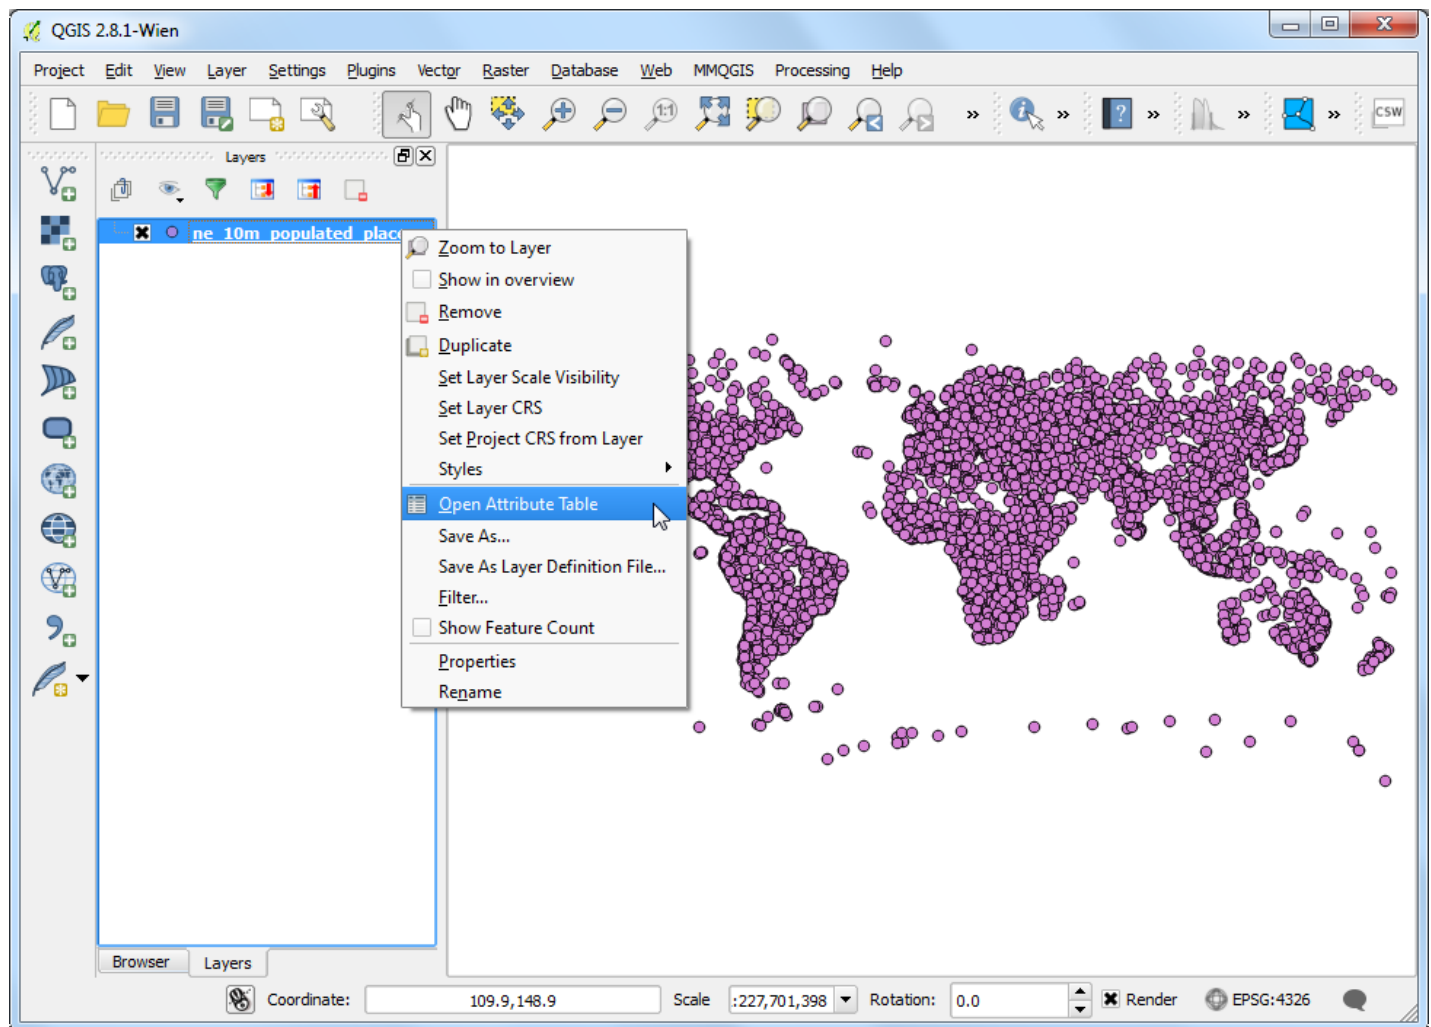 QGIS 2.8.1-Wien
Project Edit View Layer Settings Plugins Vector Raster Database Web MMQGIS Processing Help
1:1 » » ? » » » CSW
Layers
ne_10m_populated_plac
Zoom to Layer
Show in overview
Remove
Duplicate
Set Layer Scale Visibility
Set Layer CRS
Set Project CRS from Layer
Styles
Open Attribute Table
Save As...
Save As Layer Definition File...
Filter...
Show Feature Count
Properties
Rename
Browser Layers
Coordinate: 109.9,148.9 Scale :227,701,398 Rotation: 0.0 Render EPSG:4326